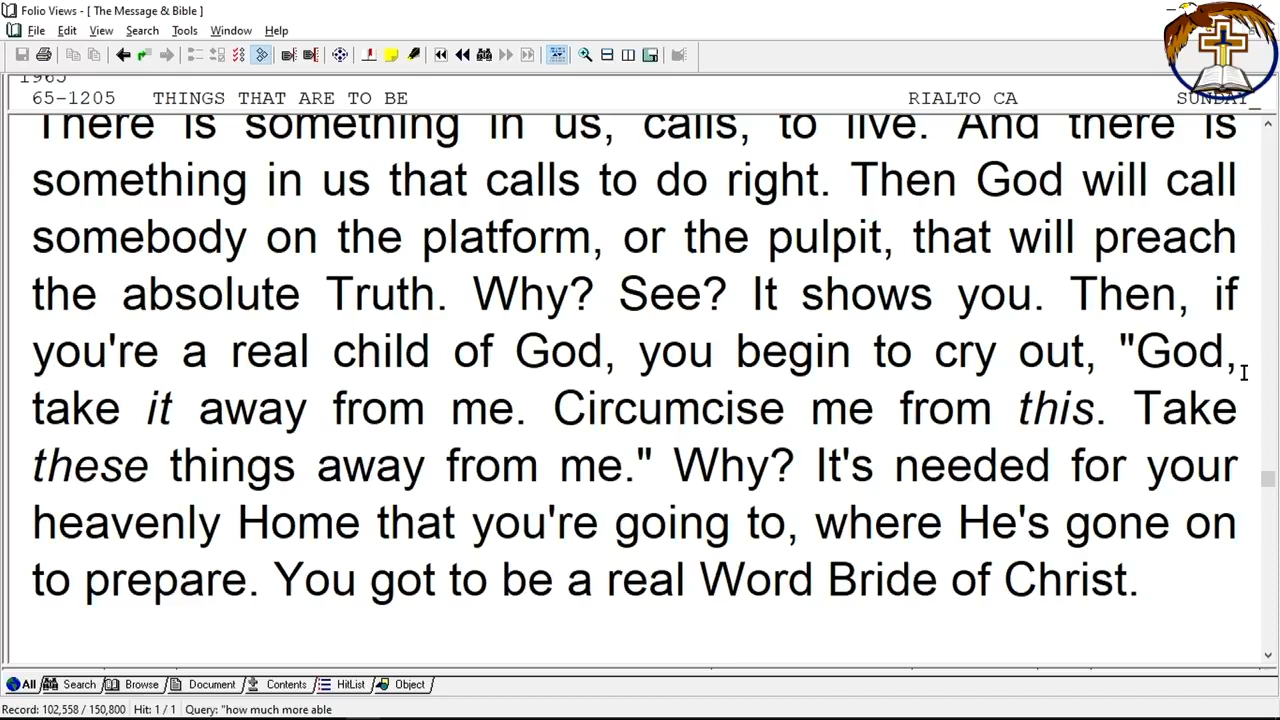 Folio Views - [ The Message & Bible ]
File Edit View Search Tools Window Help
1965
65-1205 THINGS THAT ARE TO BE RIALTO CA SUNDAY_
There is something in us, calls, to live. And there is
something in us that calls to do right. Then God will call
somebody on the platform, or the pulpit, that will preach
the absolute Truth. Why? See? It shows you. Then, if
you're a real child of God, you begin to cry out, "God,
take it away from me. Circumcise me from this. Take
these things away from me." Why? It's needed for your
heavenly Home that you're going to, where He's gone on
to prepare. You got to be a real Word Bride of Christ.
All Search Browse Document Contents HitList Object
Record: 102,558 / 150,800 Hit: 1 / 1 Query: "how much more able